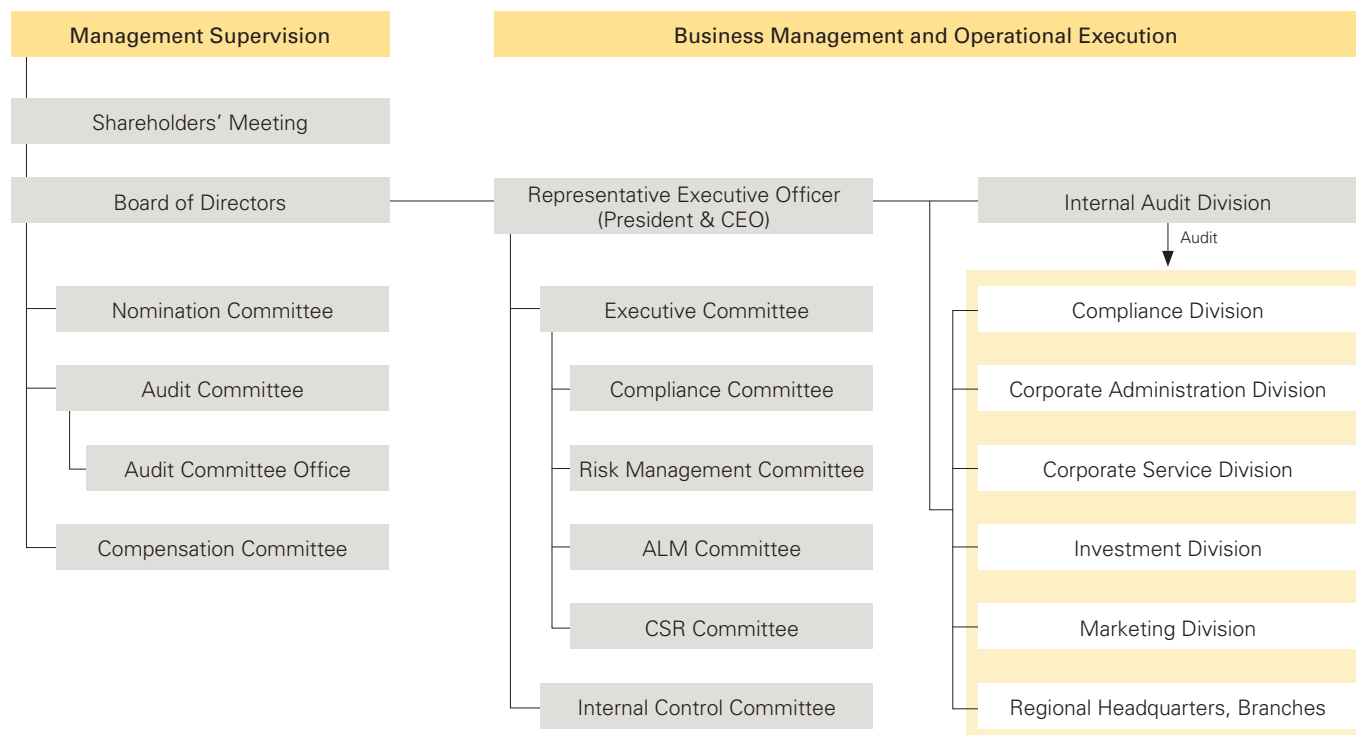 Management Supervision
Business Management and Operational Execution
Shareholders’ Meeting
Board of Directors
Representative Executive Officer
(President & CEO)
Internal Audit Division
Audit
Nomination Committee
Executive Committee
Compliance Division
Audit Committee
Compliance Committee
Corporate Administration Division
Audit Committee Office
Risk Management Committee
Corporate Service Division
Compensation Committee
ALM Committee
Investment Division
CSR Committee
Marketing Division
Internal Control Committee
Regional Headquarters, Branches